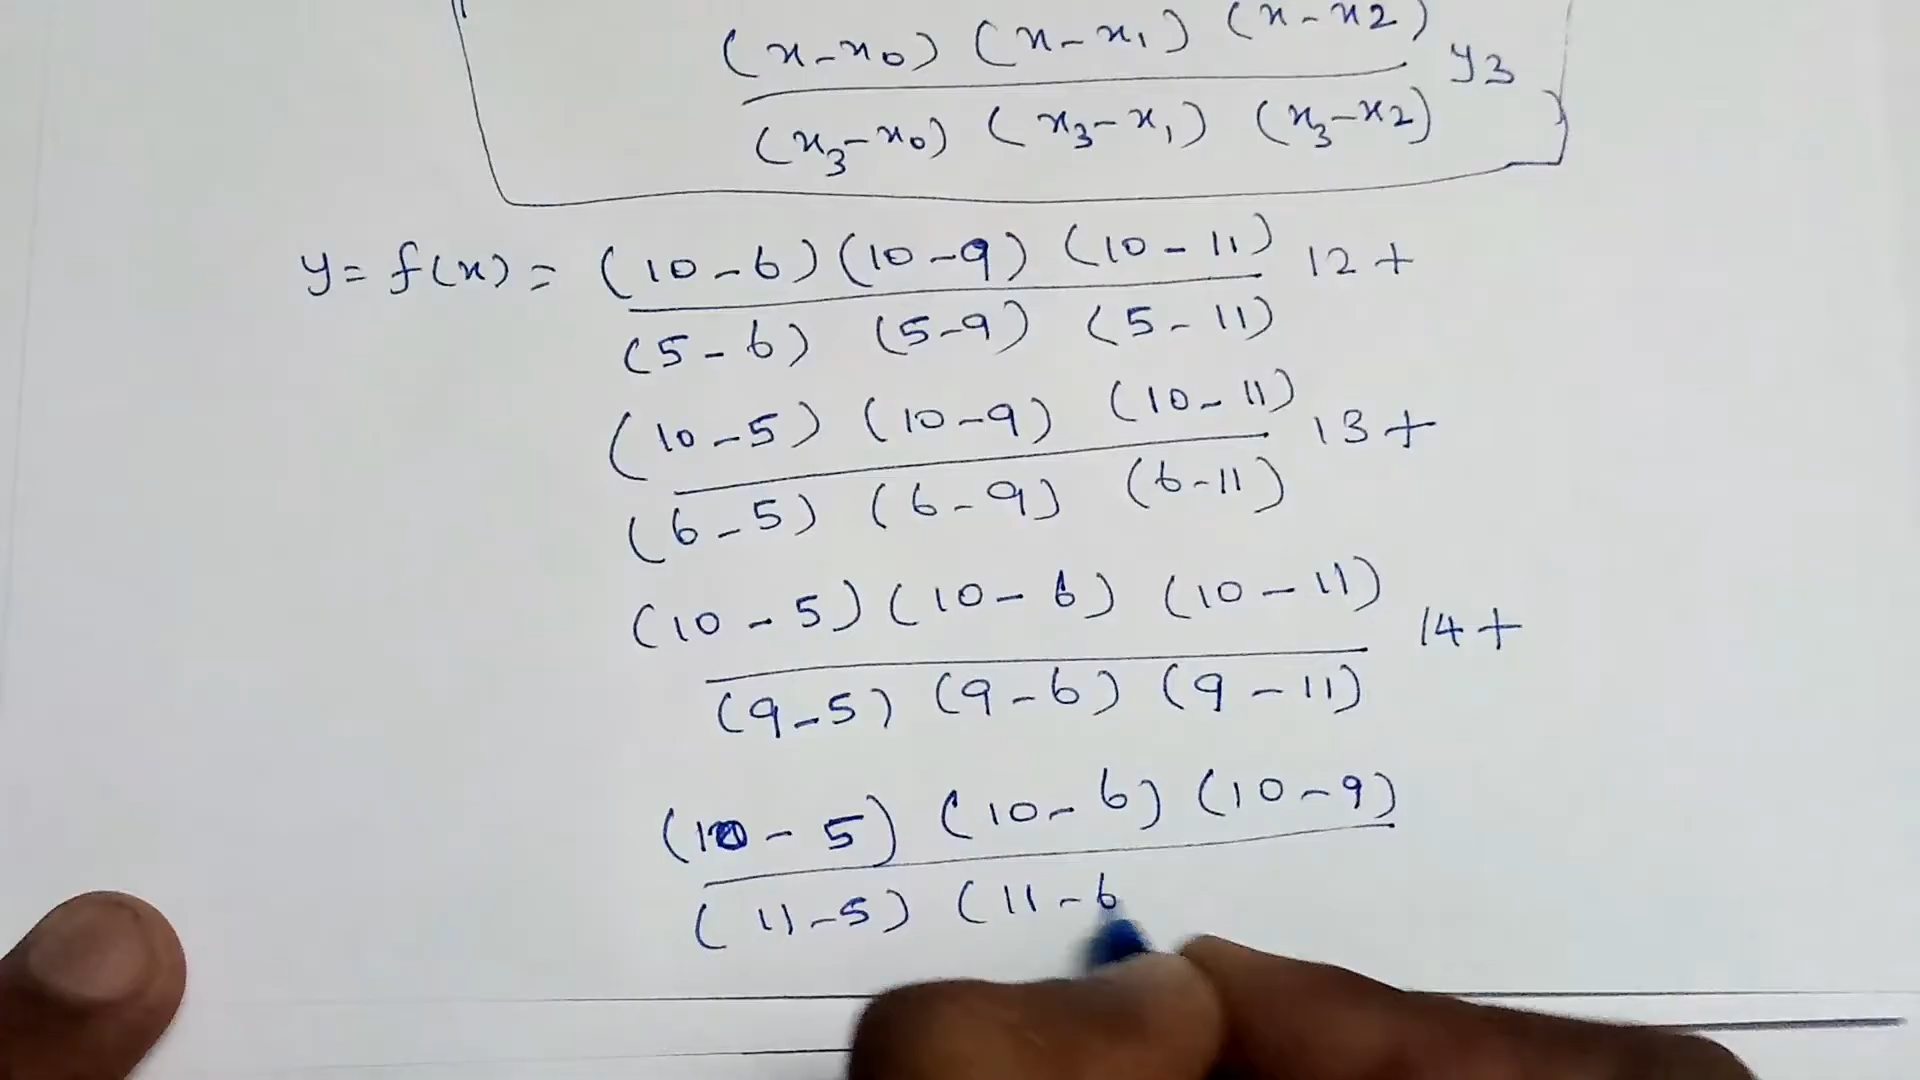 (x-x0) (x-x1) (x-x2)
y3
(x3-x0) (x3-x1) (x3-x2)
y = f(x) = (10-6)(10-9) (10-11) 12+
(5-6) (5-9) (5-11)
(10-5) (10-9) (10-11) 13+
(6-5) (6-9) (6-11)
(10-5)(10-6) (10-11) 14+
(9-5) (9-6) (9-11)
(10-5) (10-6) (10-9)
(11-5) (11-6